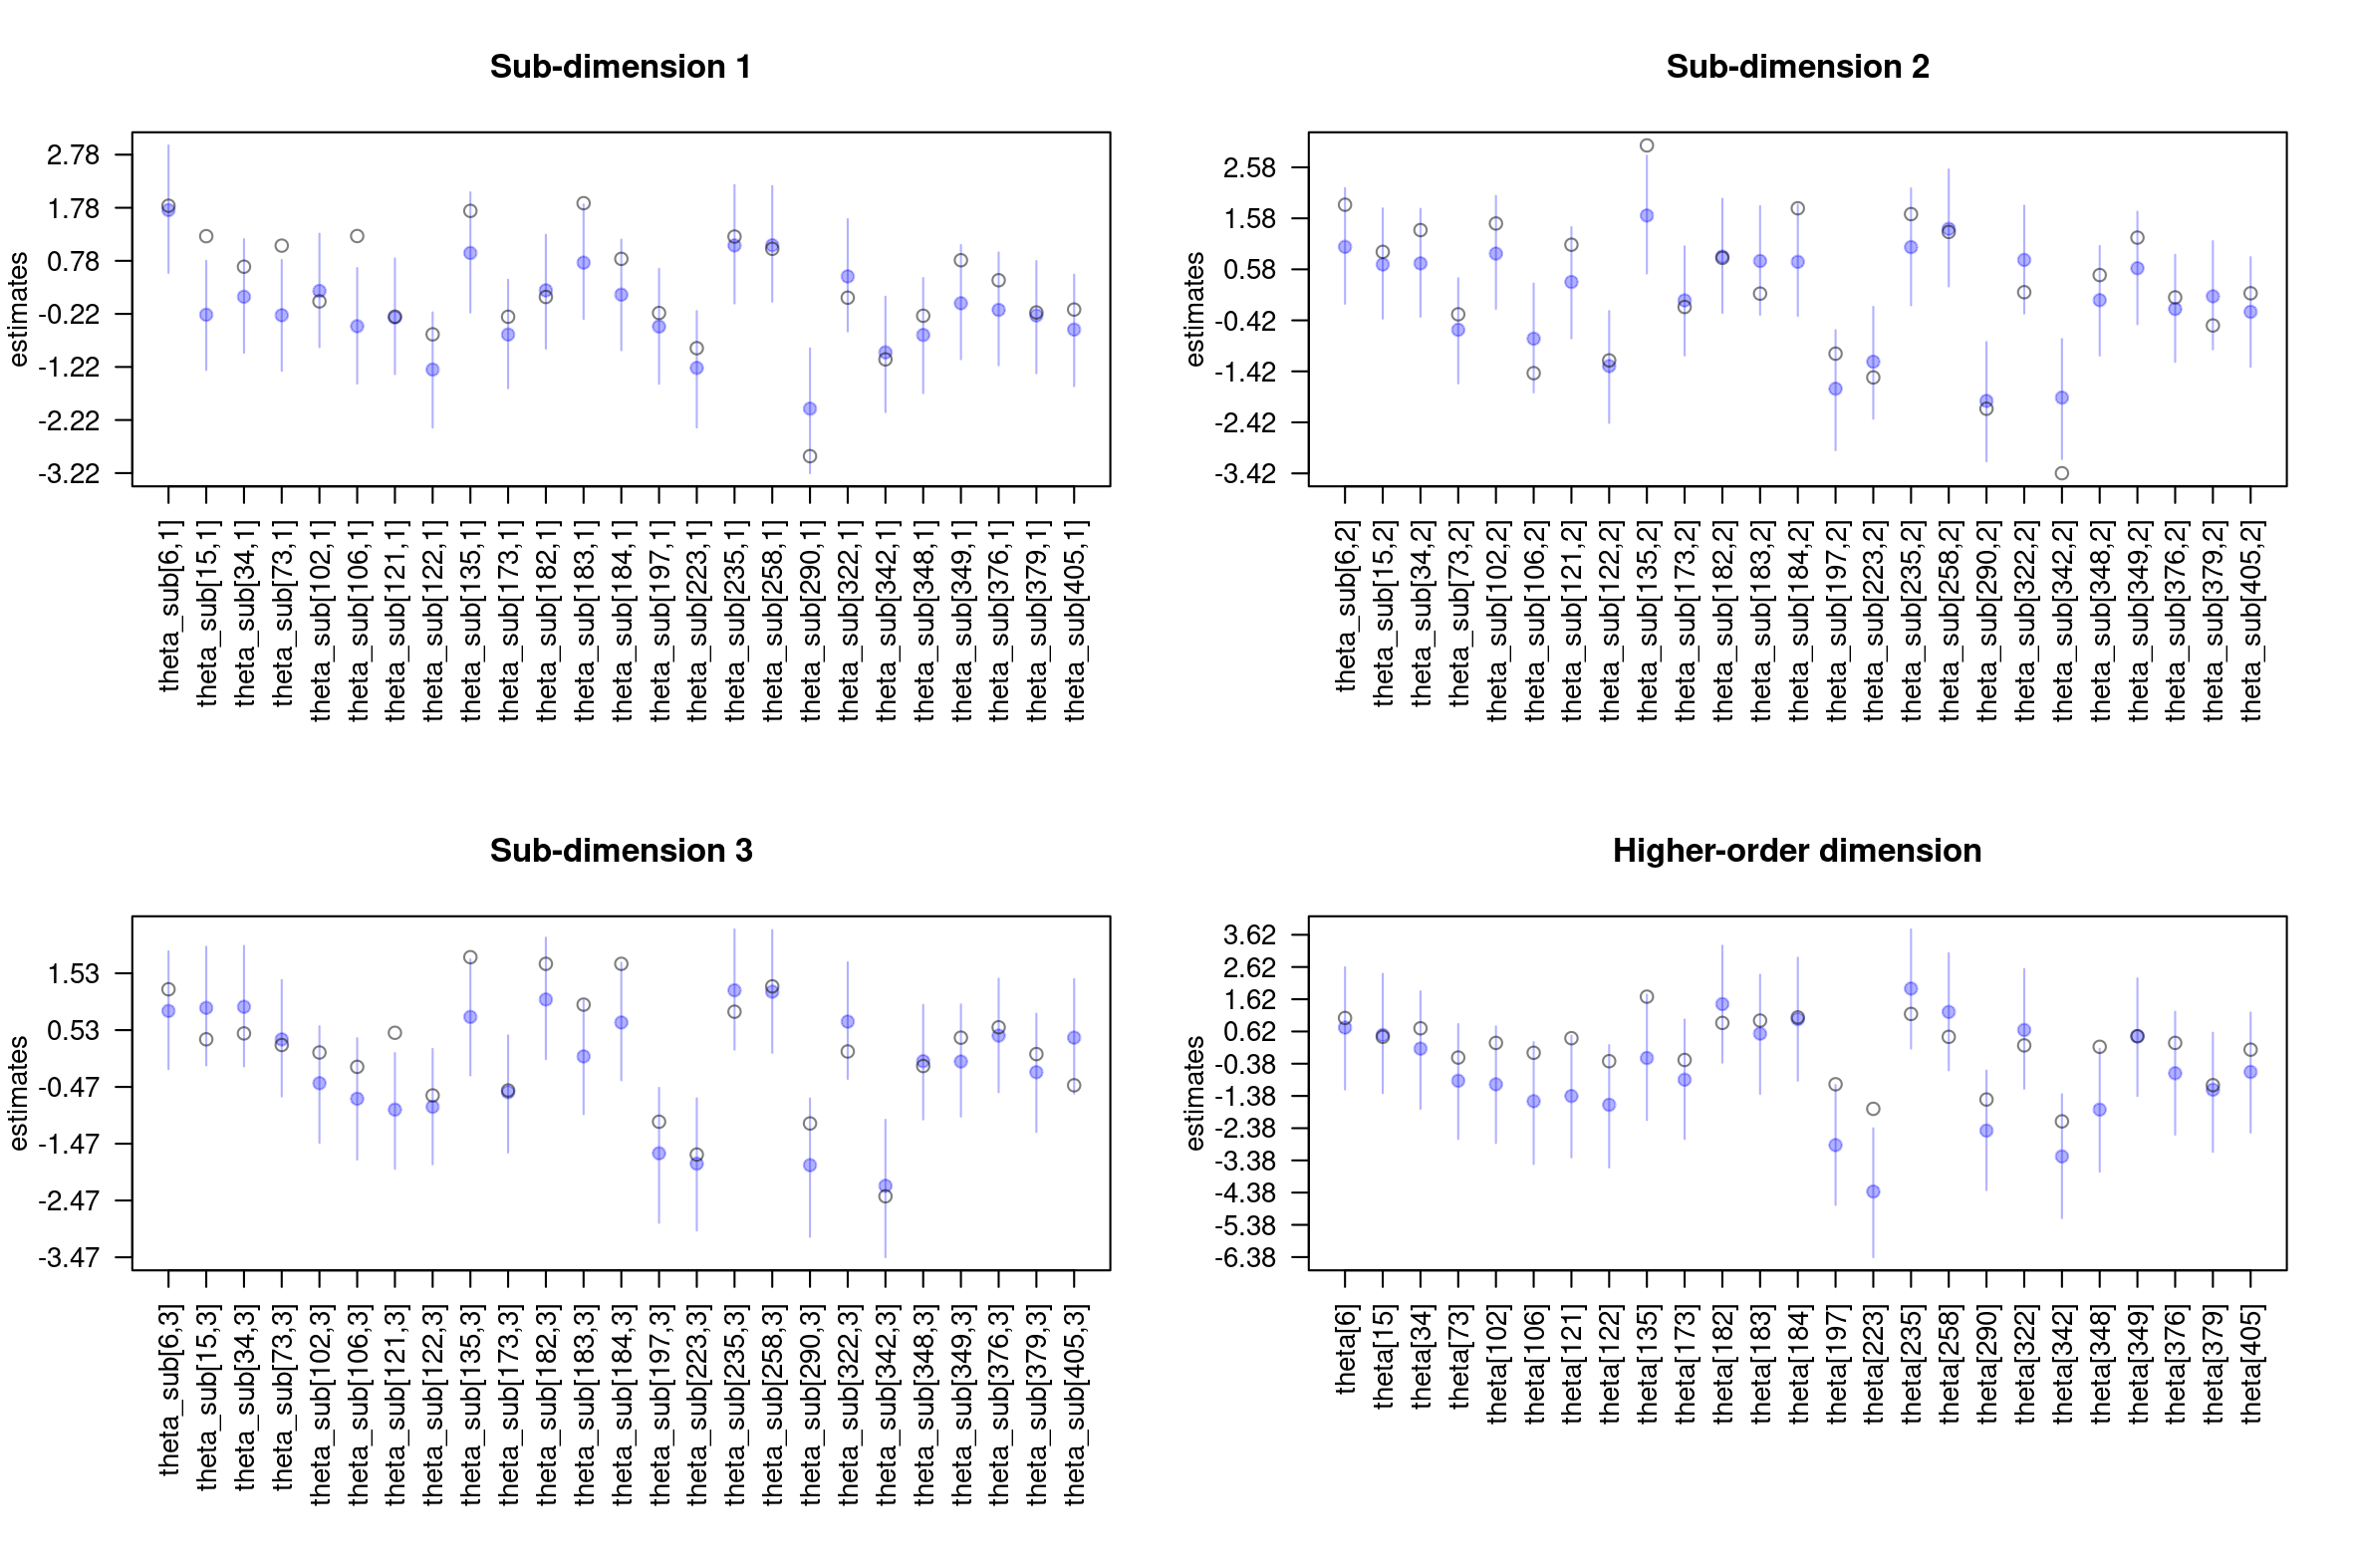 Sub-dimension 1
estimates
2.78
1.78
0.78
-0.22
-1.22
-2.22
-3.22
theta_sub[6,1]
theta_sub[15,1]
theta_sub[34,1]
theta_sub[73,1]
theta_sub[102,1]
theta_sub[106,1]
theta_sub[121,1]
theta_sub[122,1]
theta_sub[135,1]
theta_sub[173,1]
theta_sub[182,1]
theta_sub[183,1]
theta_sub[184,1]
theta_sub[197,1]
theta_sub[223,1]
theta_sub[235,1]
theta_sub[258,1]
theta_sub[290,1]
theta_sub[322,1]
theta_sub[342,1]
theta_sub[348,1]
theta_sub[349,1]
theta_sub[376,1]
theta_sub[379,1]
theta_sub[405,1]
Sub-dimension 2
estimates
2.58
1.58
0.58
-0.42
-1.42
-2.42
-3.42
theta_sub[6,2]
theta_sub[15,2]
theta_sub[34,2]
theta_sub[73,2]
theta_sub[102,2]
theta_sub[106,2]
theta_sub[121,2]
theta_sub[122,2]
theta_sub[135,2]
theta_sub[173,2]
theta_sub[182,2]
theta_sub[183,2]
theta_sub[184,2]
theta_sub[197,2]
theta_sub[223,2]
theta_sub[235,2]
theta_sub[258,2]
theta_sub[290,2]
theta_sub[322,2]
theta_sub[342,2]
theta_sub[348,2]
theta_sub[349,2]
theta_sub[376,2]
theta_sub[379,2]
theta_sub[405,2]
Sub-dimension 3
estimates
1.53
0.53
-0.47
-1.47
-2.47
-3.47
theta_sub[6,3]
theta_sub[15,3]
theta_sub[34,3]
theta_sub[73,3]
theta_sub[102,3]
theta_sub[106,3]
theta_sub[121,3]
theta_sub[122,3]
theta_sub[135,3]
theta_sub[173,3]
theta_sub[182,3]
theta_sub[183,3]
theta_sub[184,3]
theta_sub[197,3]
theta_sub[223,3]
theta_sub[235,3]
theta_sub[258,3]
theta_sub[290,3]
theta_sub[322,3]
theta_sub[342,3]
theta_sub[348,3]
theta_sub[349,3]
theta_sub[376,3]
theta_sub[379,3]
theta_sub[405,3]
Higher-order dimension
estimates
3.62
2.62
1.62
0.62
-0.38
-1.38
-2.38
-3.38
-4.38
-5.38
-6.38
theta[6]
theta[15]
theta[34]
theta[73]
theta[102]
theta[106]
theta[121]
theta[122]
theta[135]
theta[173]
theta[182]
theta[183]
theta[184]
theta[197]
theta[223]
theta[235]
theta[258]
theta[290]
theta[322]
theta[342]
theta[348]
theta[349]
theta[376]
theta[379]
theta[405]